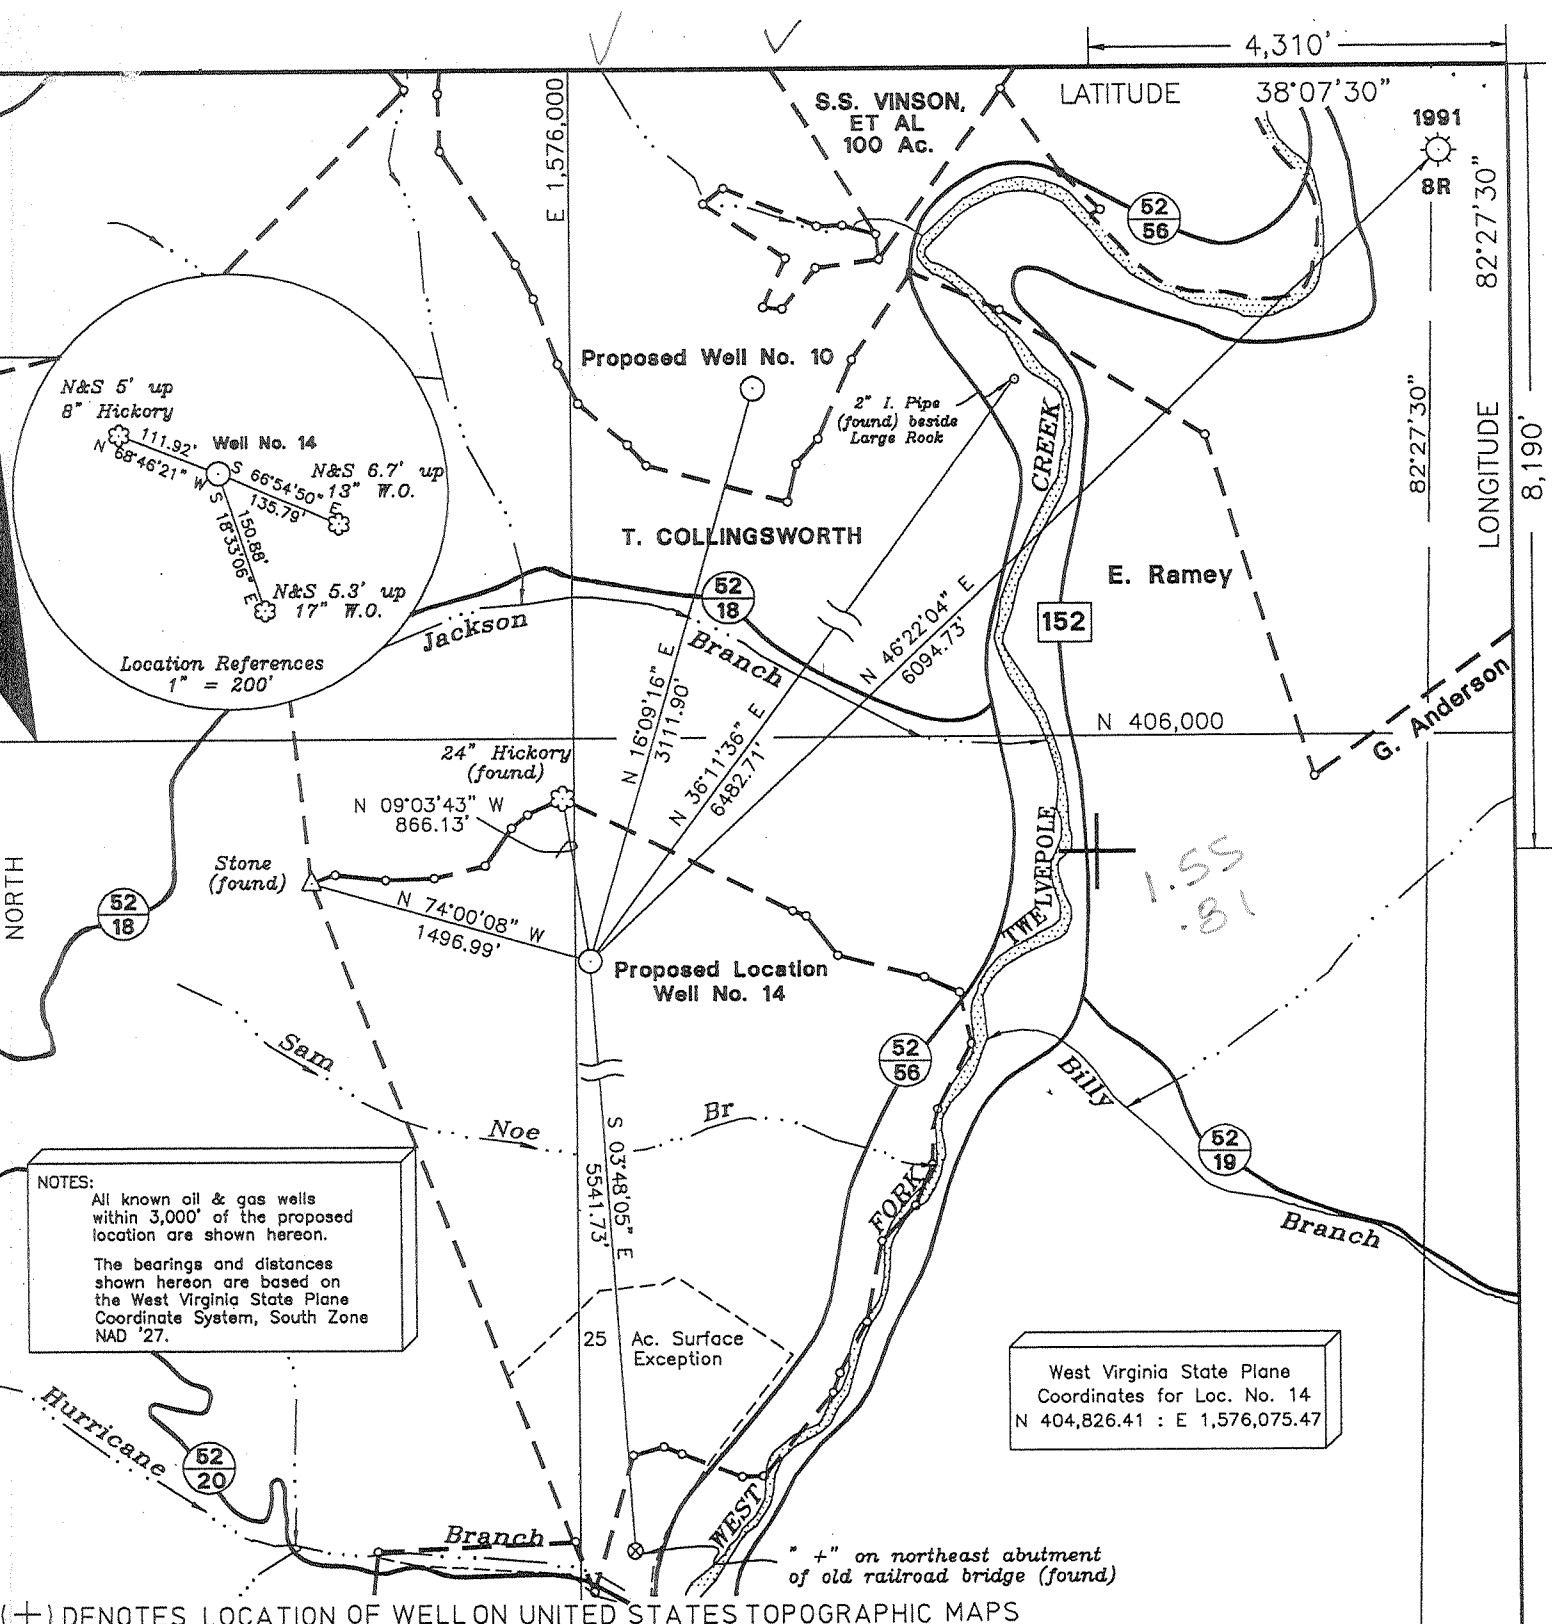 4,310'
LATITUDE 38°07'30"
S.S. VINSON,
ET AL
100 Ac.
1991
8R
E 1,576,000
52
56
82°27'30"
LONGITUDE
82°27'30"
8,190'
Proposed Well No. 10
2" I. Pipe
(found) beside
Large Rock
CREEK
N&S 5' up
8" Hickory
111.92'
N 68°46'21" W
Well No. 14
S 66°54'50" E
135.79'
N&S 6.7' up
13" W.O.
150.88'
S 18°33'06" E
N&S 5.3' up
17" W.O.
Location References
1" = 200'
T. COLLINGSWORTH
E. Ramey
52
18
152
Jackson
Branch
N 46°22'04" E
6094.73'
N 16°09'16" E
3111.90'
N 36°11'36" E
6482.71'
N 406,000
G. Anderson
24" Hickory
(found)
N 09°03'43" W
866.13'
Stone
(found)
NORTH
52
18
N 74°00'08" W
1496.99'
TWELVEPOLE
1.55
.81
Proposed Location
Well No. 14
Sam
Noe
Br
52
56
Billy
52
19
Branch
S 03°48'05" E
5541.73'
FORK
NOTES:
All known oil & gas wells
within 3,000' of the proposed
location are shown hereon.
The bearings and distances
shown hereon are based on
the West Virginia State Plane
Coordinate System, South Zone
NAD '27.
25 Ac. Surface
Exception
West Virginia State Plane
Coordinates for Loc. No. 14
N 404,826.41 : E 1,576,075.47
Hurricane
52
20
Branch
WEST
" +" on northeast abutment
of old railroad bridge (found)
(+) DENOTES LOCATION OF WELL ON UNITED STATES TOPOGRAPHIC MAPS